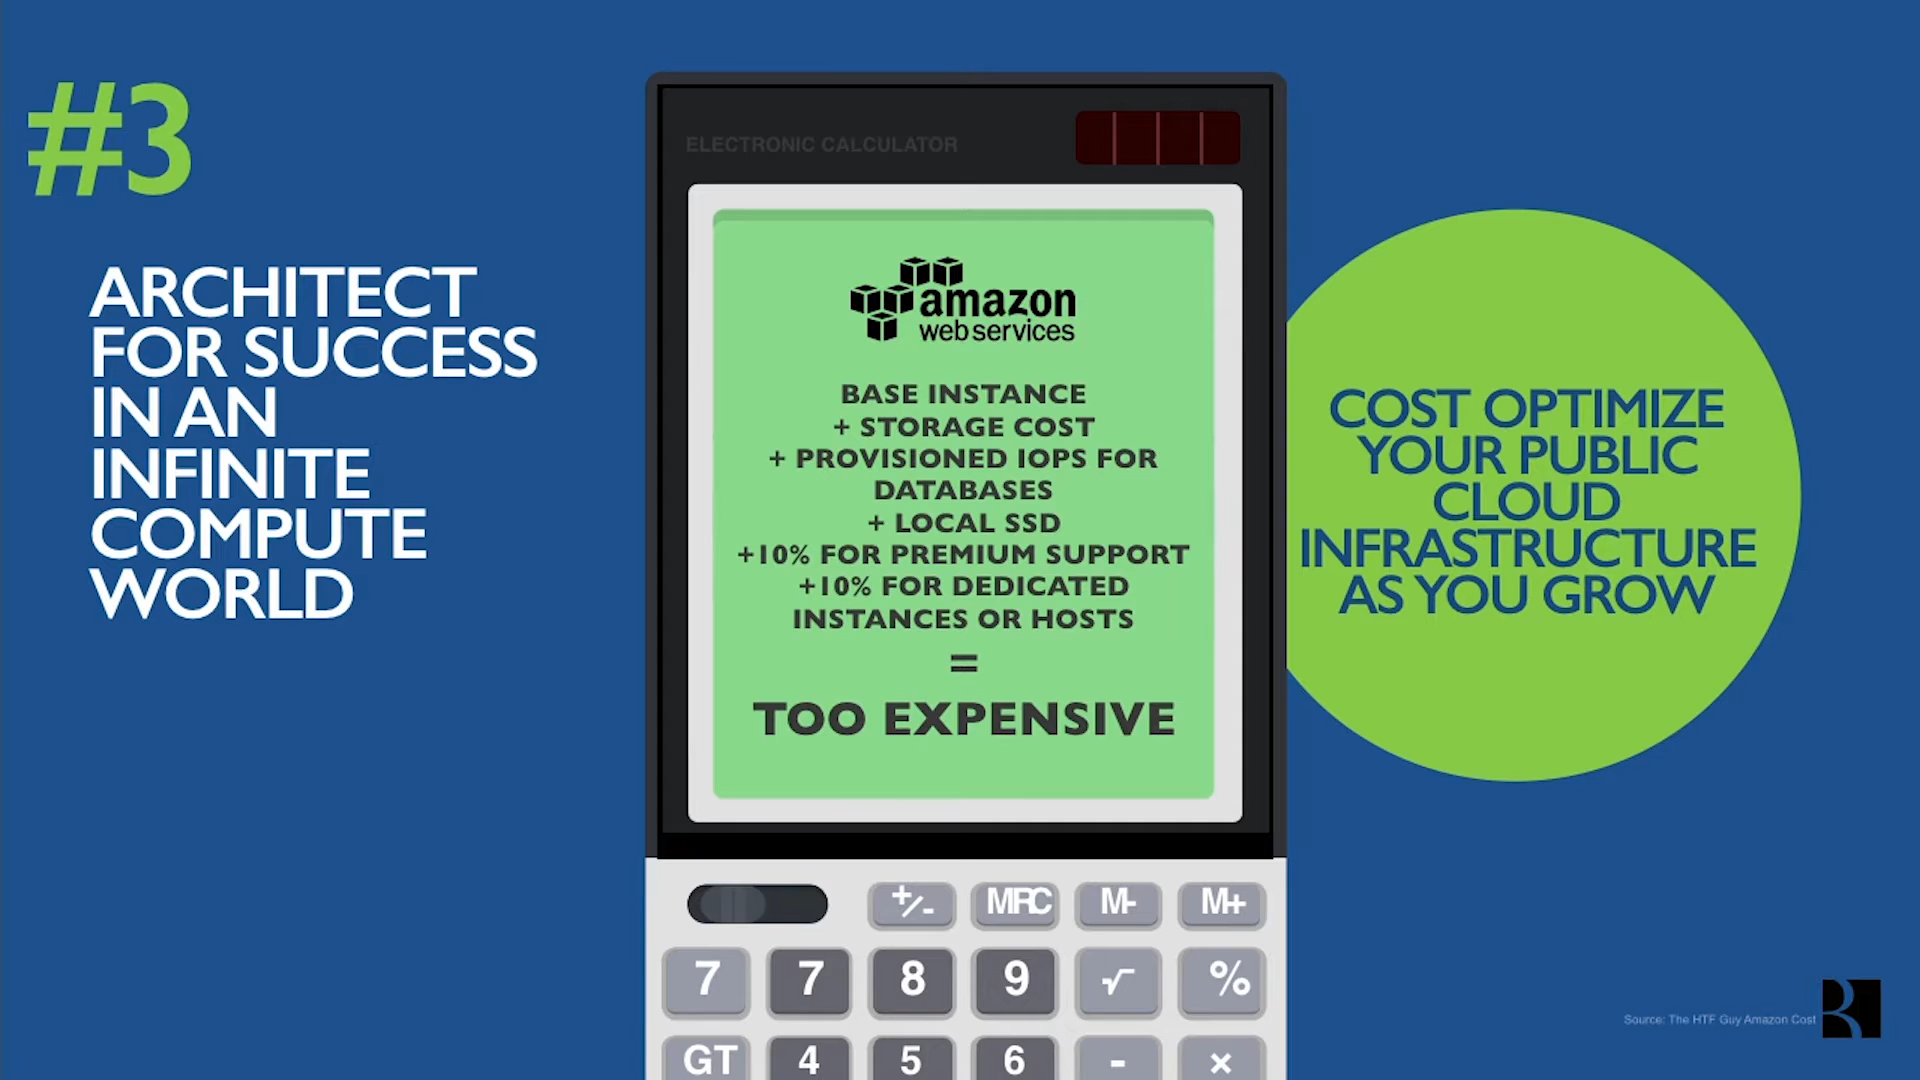 #3
ARCHITECT
FOR SUCCESS
IN AN
INFINITE
COMPUTE
WORLD
ELECTRONIC CALCULATOR
amazon
webservices
BASE INSTANCE
+ STORAGE COST
+ PROVISIONED IOPS FOR
DATABASES
+ LOCAL SSD
+10% FOR PREMIUM SUPPORT
+10% FOR DEDICATED
INSTANCES OR HOSTS
=
TOO EXPENSIVE
COST OPTIMIZE
YOUR PUBLIC
CLOUD
INFRASTRUCTURE
AS YOU GROW
+/- MRC M- M+
7 7 8 9 √ %
GT 4 5 6 - ×
Source: The HTF Guy Amazon Cost